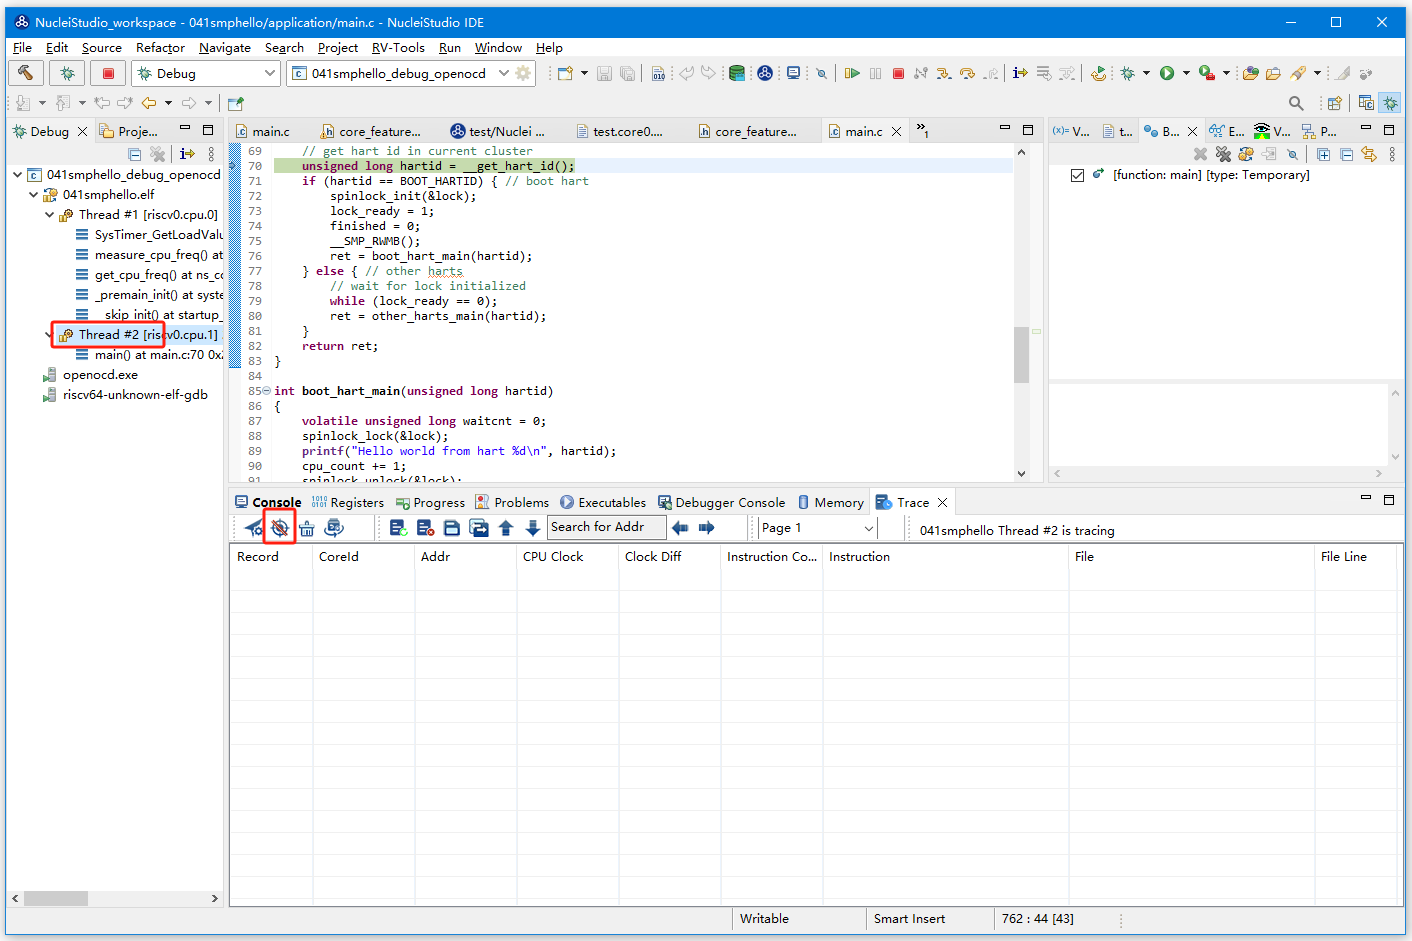 NucleiStudio_workspace - 041smphello/application/main.c - NucleiStudio IDE
File Edit Source Refactor Navigate Search Project RV-Tools Run Window Help
Debug 041smphello_debug_openocd
Debug Proje...
041smphello_debug_openocd
041smphello.elf
Thread #1 [riscv0.cpu.0]
SysTimer_GetLoadValu
measure_cpu_freq() at
get_cpu_freq() at ns_co
_premain_init() at syste
_skip_init() at startup_
Thread #2 [riscv0.cpu.1]
main() at main.c:70 0x
openocd.exe
riscv64-unknown-elf-gdb
main.c core_feature... test/Nuclei ... test.core0.... core_feature... main.c »1
69 // get hart id in current cluster
70 unsigned long hartid = __get_hart_id();
71 if (hartid == BOOT_HARTID) { // boot hart
72 spinlock_init(&lock);
73 lock_ready = 1;
74 finished = 0;
75 __SMP_RWMB();
76 ret = boot_hart_main(hartid);
77 } else { // other harts
78 // wait for lock initialized
79 while (lock_ready == 0);
80 ret = other_harts_main(hartid);
81 }
82 return ret;
83 }
84
85 int boot_hart_main(unsigned long hartid)
86 {
87 volatile unsigned long waitcnt = 0;
88 spinlock_lock(&lock);
89 printf("Hello world from hart %d\n", hartid);
90 cpu_count += 1;
91 spinlock_unlock(&lock);
(x)= V... t... B... E... V... P...
[function: main] [type: Temporary]
Console Registers Progress Problems Executables Debugger Console Memory Trace
Search for Addr Page 1 041smphello Thread #2 is tracing
Record CoreId Addr CPU Clock Clock Diff Instruction Co... Instruction File File Line
Writable Smart Insert 762 : 44 [43]